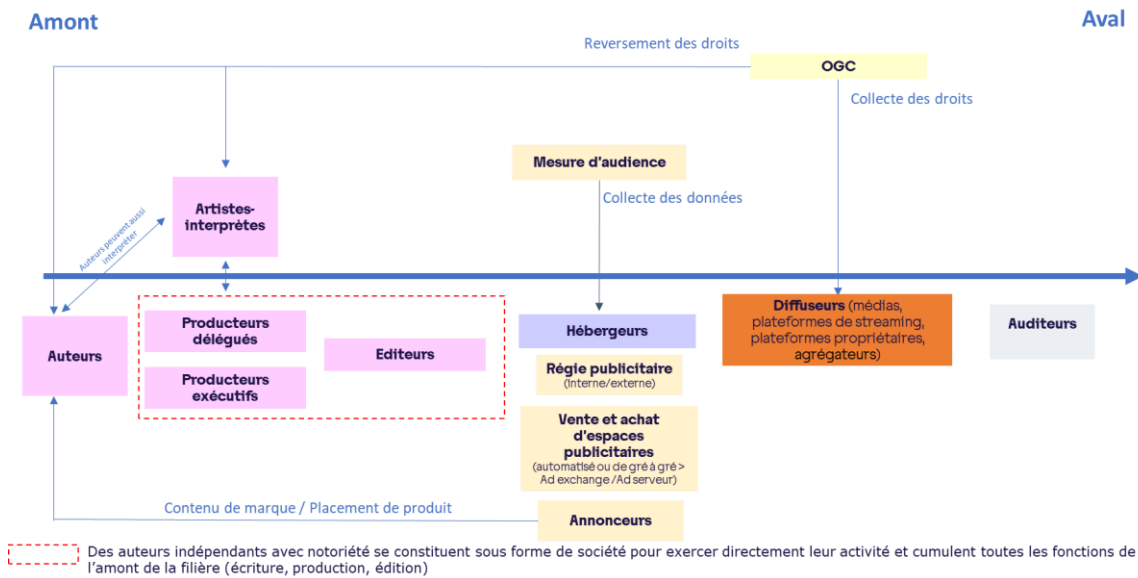 Amont
Aval
Reversement des droits
OGC
Collecte des droits
Mesure d'audience
Collecte des données
Artistes-
interprètes
Auteurs peuvent aussi
interpréter
Auteurs
Producteurs
délégués
Producteurs
exécutifs
Editeurs
Hébergeurs
Régie publicitaire
(interne/externe)
Vente et achat
d'espaces
publicitaires
(automatisé ou de gré à gré >
Ad exchange /Ad serveur)
Annonceurs
Diffuseurs (médias,
plateformes de streaming,
plateformes propriétaires,
agrégateurs)
Auditeurs
Contenu de marque / Placement de produit
Des auteurs indépendants avec notoriété se constituent sous forme de société pour exercer directement leur activité et cumulent toutes les fonctions de
l'amont de la filière (écriture, production, édition)